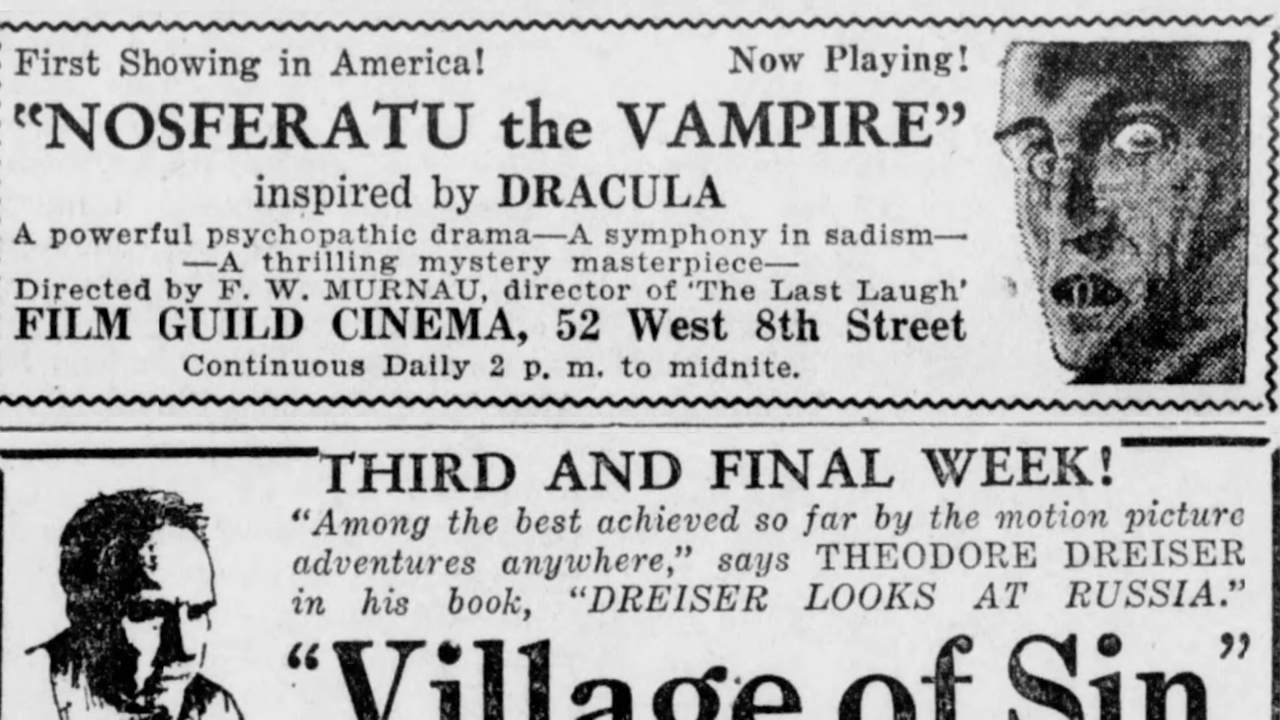 First Showing in America! Now Playing!
"NOSFERATU the VAMPIRE"
inspired by DRACULA
A powerful psychopathic drama—A symphony in sadism—
—A thrilling mystery masterpiece—
Directed by F. W. MURNAU, director of 'The Last Laugh'
FILM GUILD CINEMA, 52 West 8th Street
Continuous Daily 2 p. m. to midnite.
THIRD AND FINAL WEEK!
"Among the best achieved so far by the motion picture
adventures anywhere," says THEODORE DREISER
in his book, "DREISER LOOKS AT RUSSIA."
"Village of Sin"